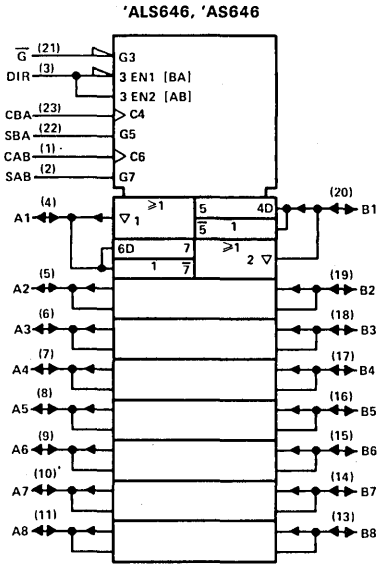 'ALS646, 'AS646
G̅ (21) G3
DIR (3) 3 EN1 [BA]
3 EN2 [AB]
CBA (23) C4
SBA (22) G5
CAB (1) C6
SAB (2) G7
A1 (4) ▽ 1 ⩾1 5 4D (20) B1
5̅ 1
6D 7 ⩾1
1 7̅ 2 ▽
A2 (5) (19) B2
A3 (6) (18) B3
A4 (7) (17) B4
A5 (8) (16) B5
A6 (9) (15) B6
A7 (10) (14) B7
A8 (11) (13) B8